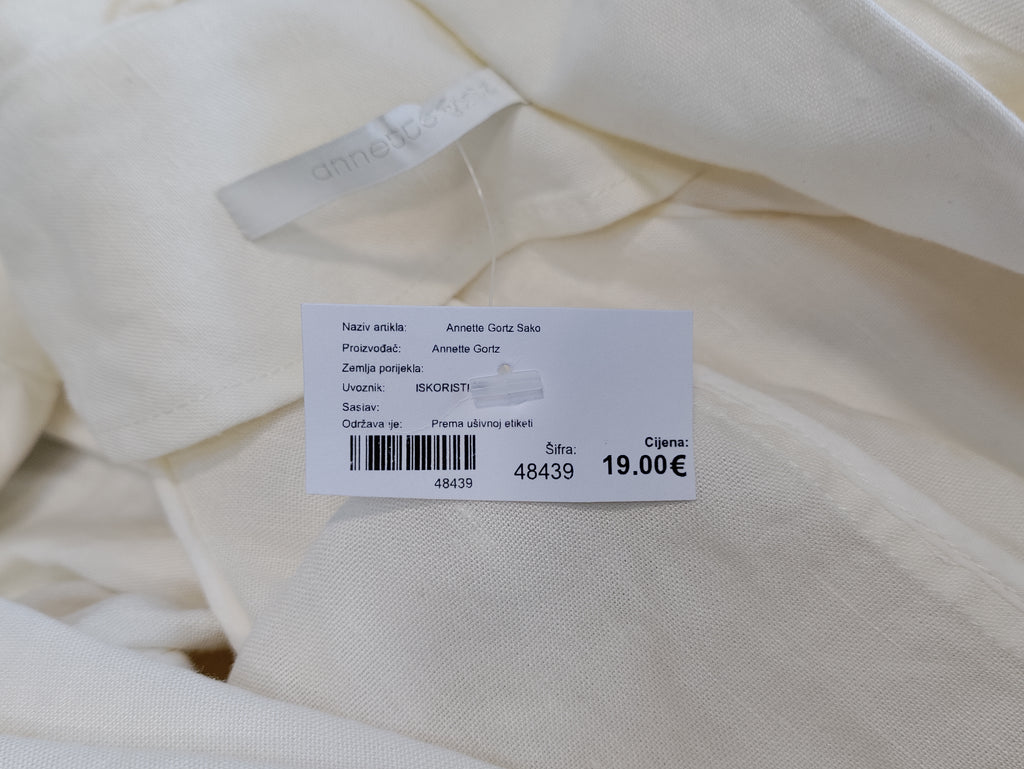 annette
Naziv artikla: Annette Gortz Sako
Proizvođač: Annette Gortz
Zemlja porijekla:
Uvoznik: ISKORISTI
Sastav:
Održavanje: Prema ušivnoj etiketi
48439
Šifra:
48439
Cijena:
19.00€